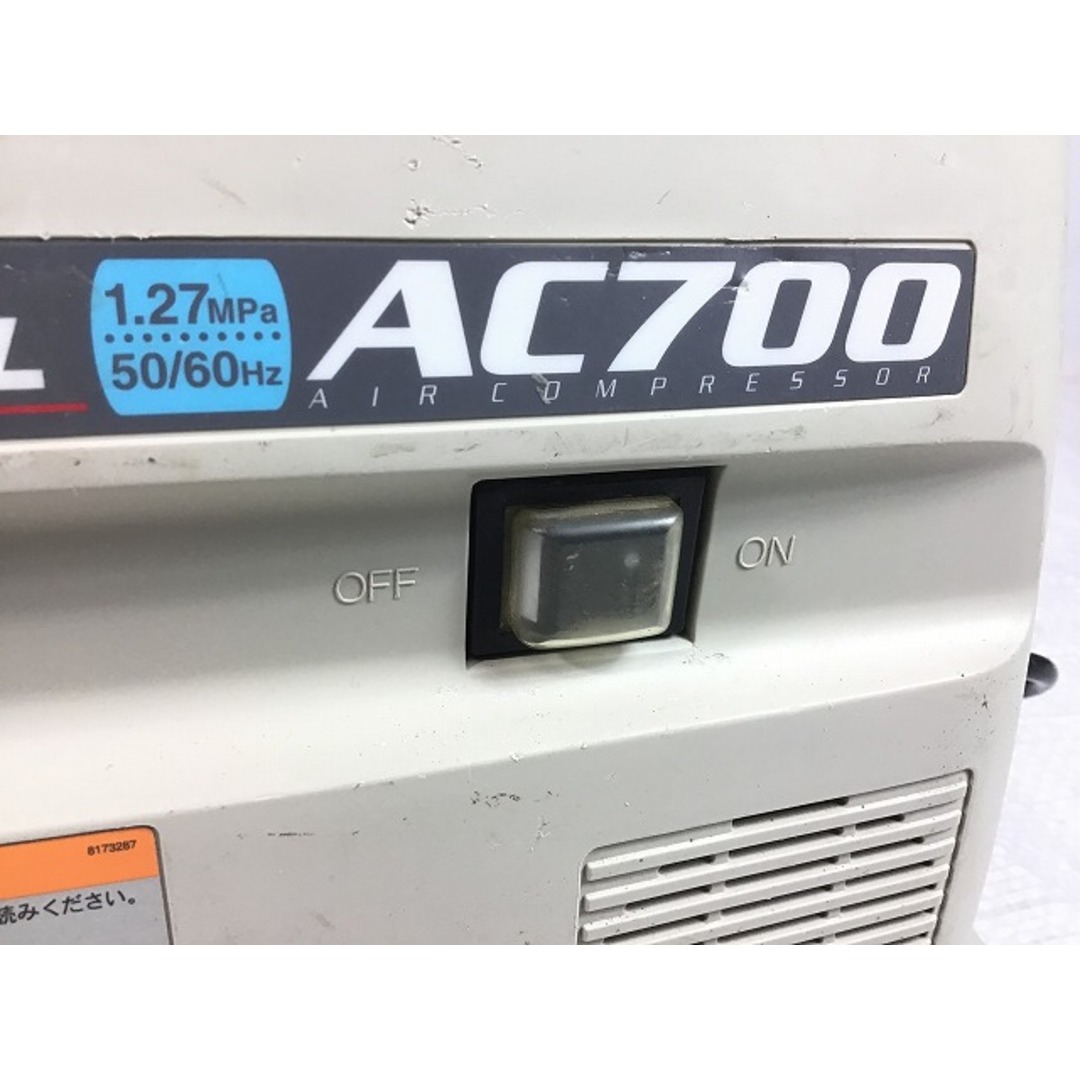 1.27MPa
50/60Hz
AC700
AIR COMPRESSOR
OFF
ON
8173287
読みください。